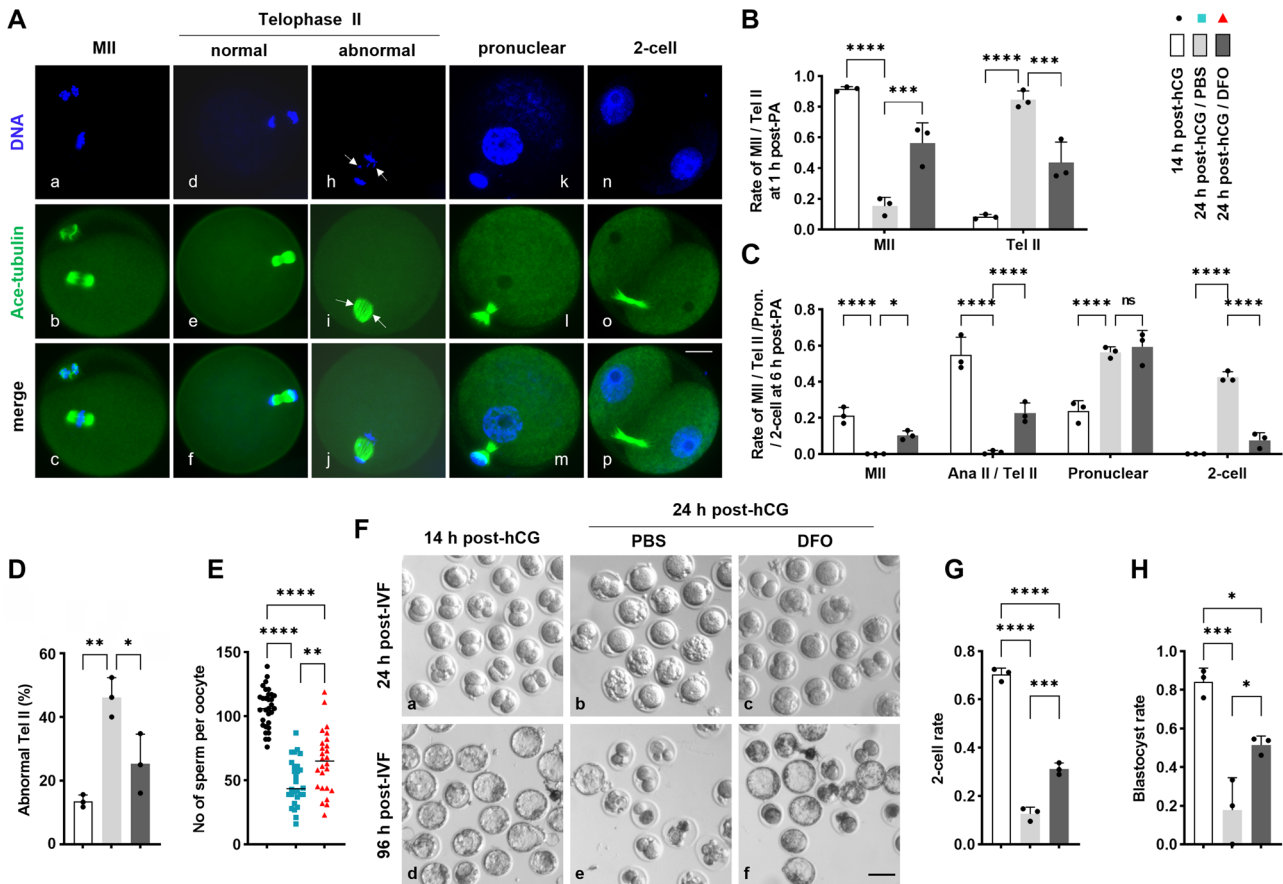 A
Telophase II
MII
normal
abnormal
pronuclear
2-cell
DNA
a
d
h
k
n
Ace-tubulin
b
e
i
l
o
merge
c
f
j
m
p
B
Rate of MII / Tel II
at 1 h post-PA
1.0
0.8
0.6
0.4
0.2
0.0
****
***
****
***
MII
Tel II
14 h post-hCG
24 h post-hCG / PBS
24 h post-hCG / DFO
C
Rate of MII / Tel II /Pron.
/ 2-cell at 6 h post-PA
0.8
0.6
0.4
0.2
0.0
****
*
****
****
****
ns
****
****
MII
Ana II / Tel II
Pronuclear
2-cell
D
Abnormal Tel II (%)
60
40
20
0
**
*
E
No of sperm per oocyte
150
100
50
0
****
****
**
F
24 h post-hCG
14 h post-hCG
PBS
DFO
24 h post-IVF
a
b
c
96 h post-IVF
d
e
f
G
2-cell rate
0.8
0.6
0.4
0.2
0.0
****
****
***
H
Blastocyst rate
1.0
0.8
0.6
0.4
0.2
0.0
*
***
*